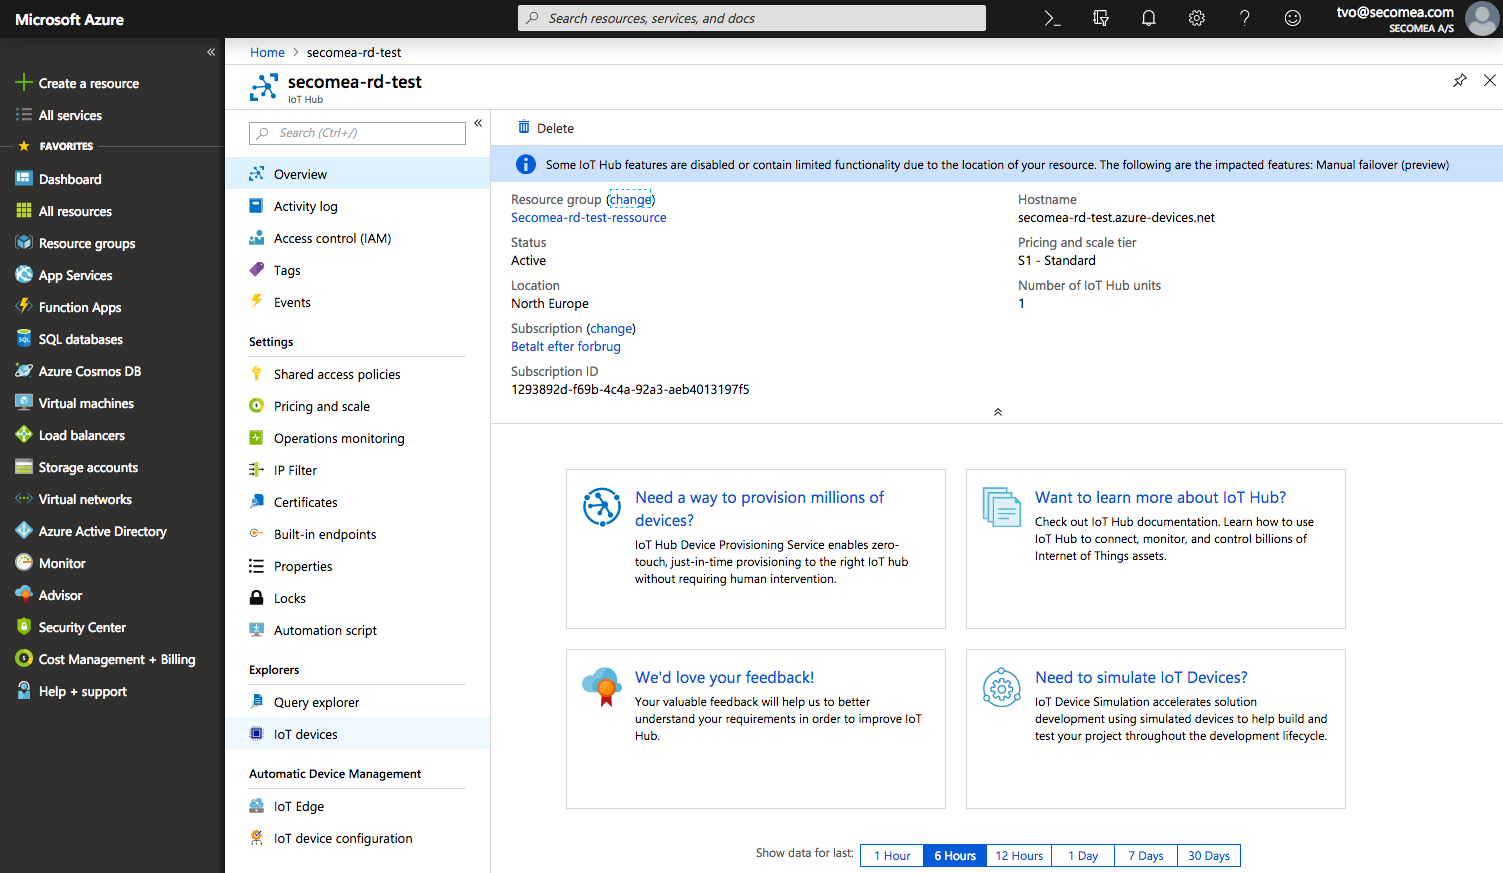 Microsoft Azure
Search resources, services, and docs
tvo@secomea.com
SECOMEA A/S
Create a resource
All services
FAVORITES
Dashboard
All resources
Resource groups
App Services
Function Apps
SQL databases
Azure Cosmos DB
Virtual machines
Load balancers
Storage accounts
Virtual networks
Azure Active Directory
Monitor
Advisor
Security Center
Cost Management + Billing
Help + support
Home > secomea-rd-test
secomea-rd-test
IoT Hub
Search (Ctrl+/)
Overview
Activity log
Access control (IAM)
Tags
Events
Settings
Shared access policies
Pricing and scale
Operations monitoring
IP Filter
Certificates
Built-in endpoints
Properties
Locks
Automation script
Explorers
Query explorer
IoT devices
Automatic Device Management
IoT Edge
IoT device configuration
Delete
Some IoT Hub features are disabled or contain limited functionality due to the location of your resource. The following are the impacted features: Manual failover (preview)
Resource group (change)
Secomea-rd-test-ressource
Status
Active
Location
North Europe
Subscription (change)
Betalt efter forbrug
Subscription ID
1293892d-f69b-4c4a-92a3-aeb4013197f5
Hostname
secomea-rd-test.azure-devices.net
Pricing and scale tier
S1 - Standard
Number of IoT Hub units
1
Need a way to provision millions of
devices?
IoT Hub Device Provisioning Service enables zero-
touch, just-in-time provisioning to the right IoT hub
without requiring human intervention.
Want to learn more about IoT Hub?
Check out IoT Hub documentation. Learn how to use
IoT Hub to connect, monitor, and control billions of
Internet of Things assets.
We'd love your feedback!
Your valuable feedback will help us to better
understand your requirements in order to improve IoT
Hub.
Need to simulate IoT Devices?
IoT Device Simulation accelerates solution
development using simulated devices to help build and
test your project throughout the development lifecycle.
Show data for last:
1 Hour
6 Hours
12 Hours
1 Day
7 Days
30 Days